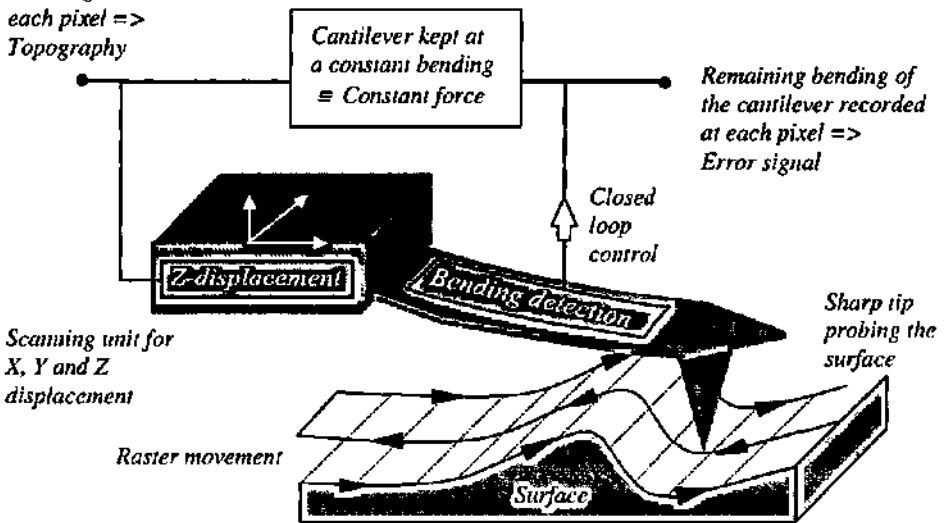 each pixel =>
Topography
Cantilever kept at
a constant bending
≡ Constant force
Remaining bending of
the cantilever recorded
at each pixel =>
Error signal
Closed
loop
control
Z-displacement
Bending detection
Sharp tip
probing the
surface
Scanning unit for
X, Y and Z
displacement
Raster movement
Surface